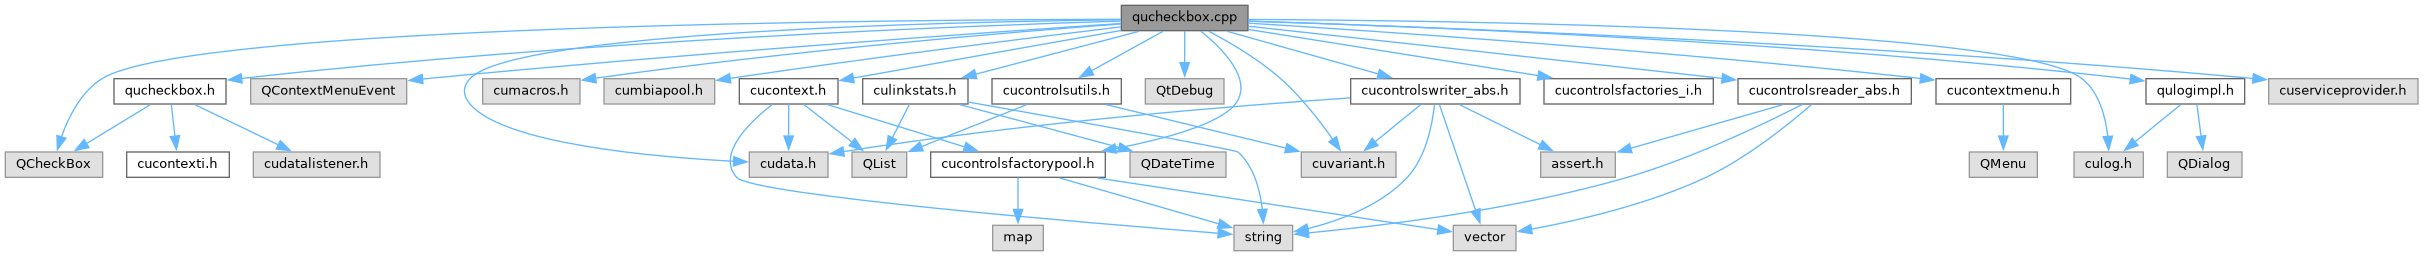 qucheckbox.cpp
qucheckbox.h
QContextMenuEvent
cumacros.h
cumbiapool.h
cucontext.h
culinkstats.h
cucontrolsutils.h
QtDebug
cucontrolswriter_abs.h
cucontrolsfactories_i.h
cucontrolsreader_abs.h
cucontextmenu.h
qulogimpl.h
cuserviceprovider.h
QCheckBox
cucontexti.h
cudatalistener.h
cudata.h
QList
cucontrolsfactorypool.h
QDateTime
cuvariant.h
assert.h
QMenu
culog.h
QDialog
map
string
vector